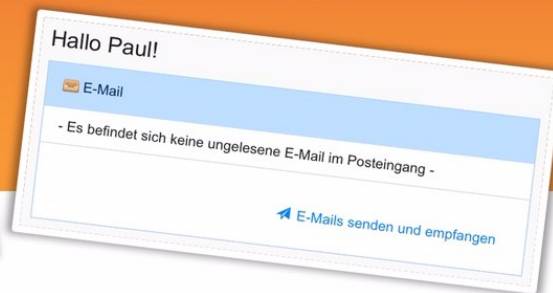 Hallo Paul!
E-Mail
- Es befindet sich keine ungelesene E-Mail im Posteingang -
E-Mails senden und empfangen